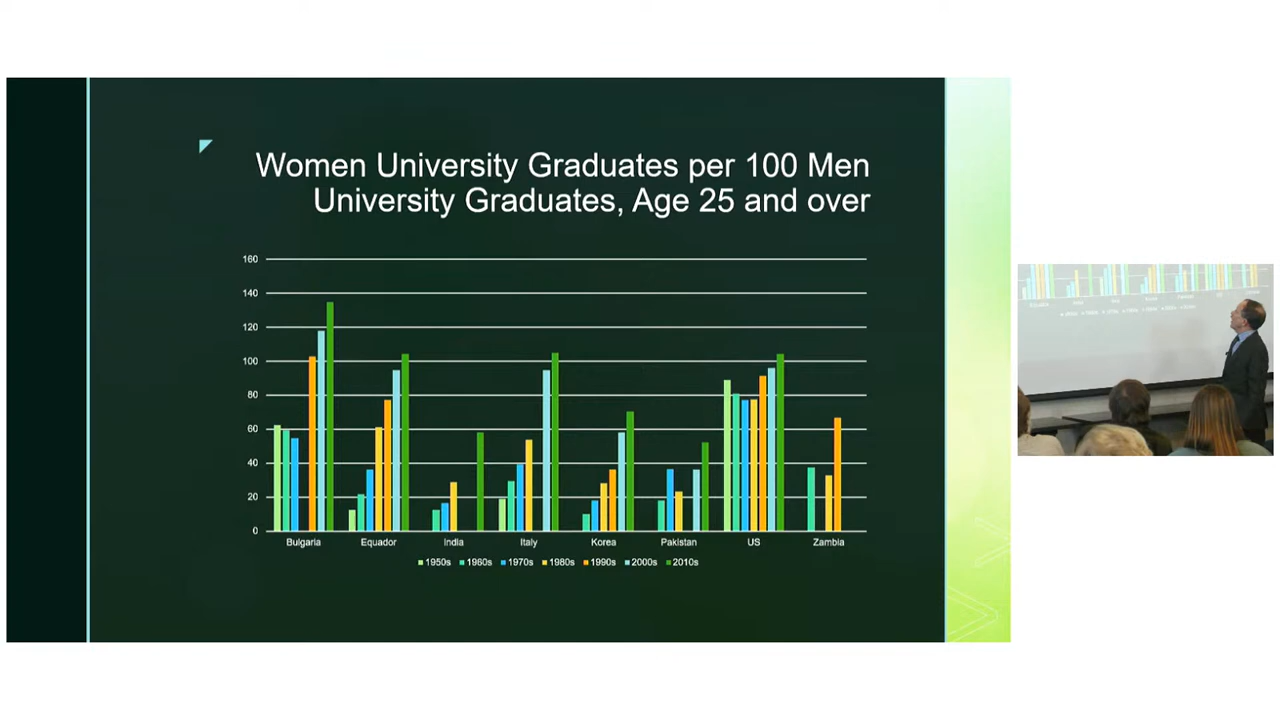 Women University Graduates per 100 Men
University Graduates, Age 25 and over
160
140
120
100
80
60
40
20
0
Bulgaria Equador India Italy Korea Pakistan US Zambia
1950s 1960s 1970s 1980s 1990s 2000s 2010s